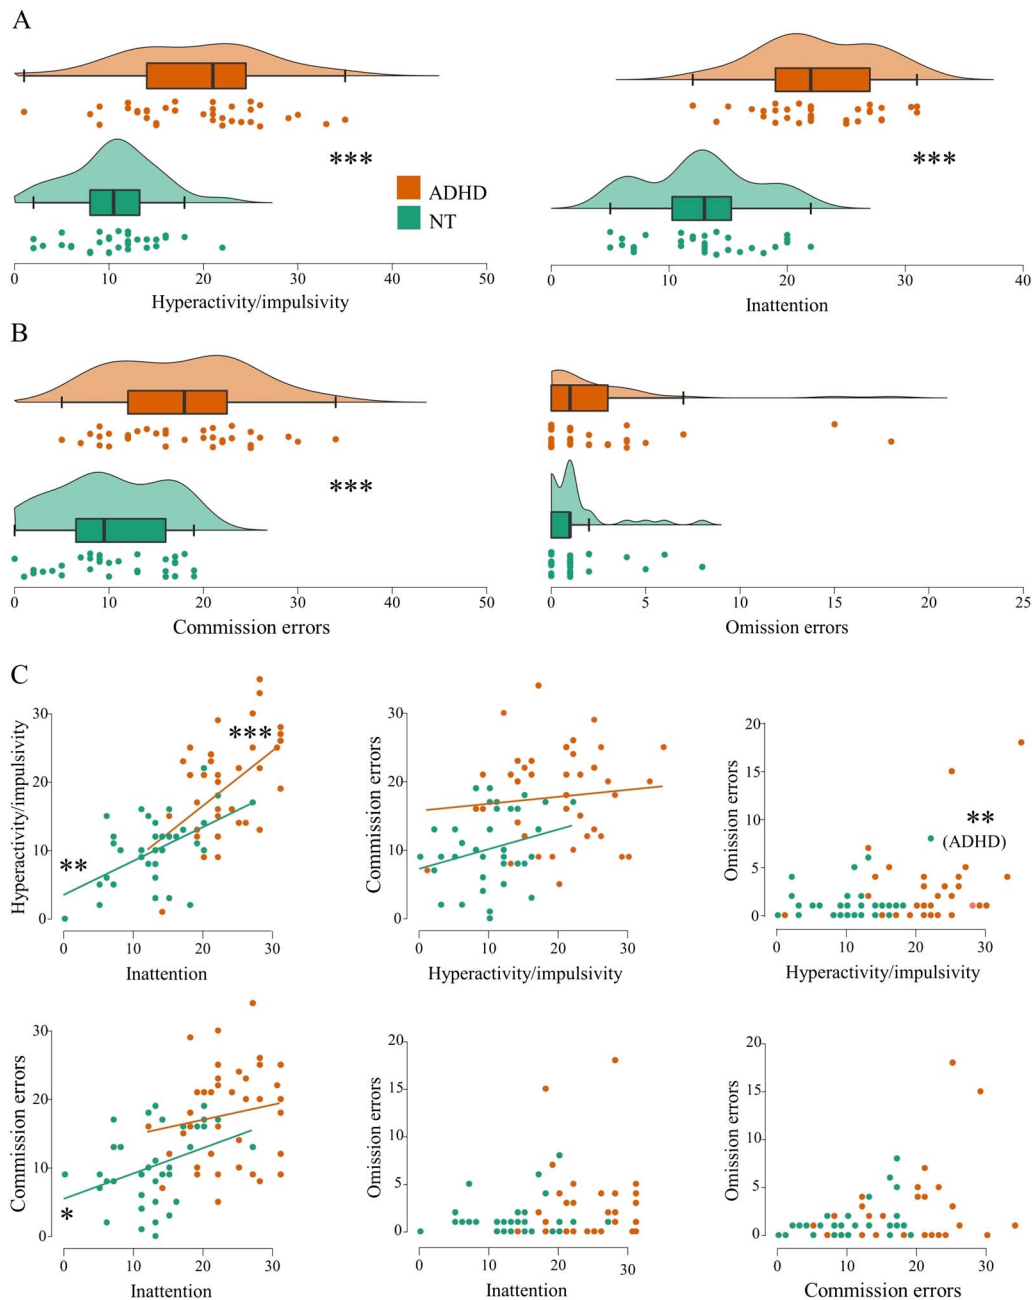 A
***
***
ADHD
NT
0 10 20 30 40 50
Hyperactivity/impulsivity
0 10 20 30 40
Inattention
B
***
0 10 20 30 40 50
Commission errors
0 5 10 15 20 25
Omission errors
C
Hyperactivity/impulsivity
30
20
10
0
***
**
0 10 20 30
Inattention
Commission errors
30
20
10
0
0 10 20 30
Hyperactivity/impulsivity
Omission errors
20
15
10
5
0
**
(ADHD)
0 10 20 30
Hyperactivity/impulsivity
Commission errors
30
20
10
0
*
0 10 20 30
Inattention
Omission errors
20
15
10
5
0
0 10 20 30
Inattention
Omission errors
20
15
10
5
0
0 10 20 30
Commission errors